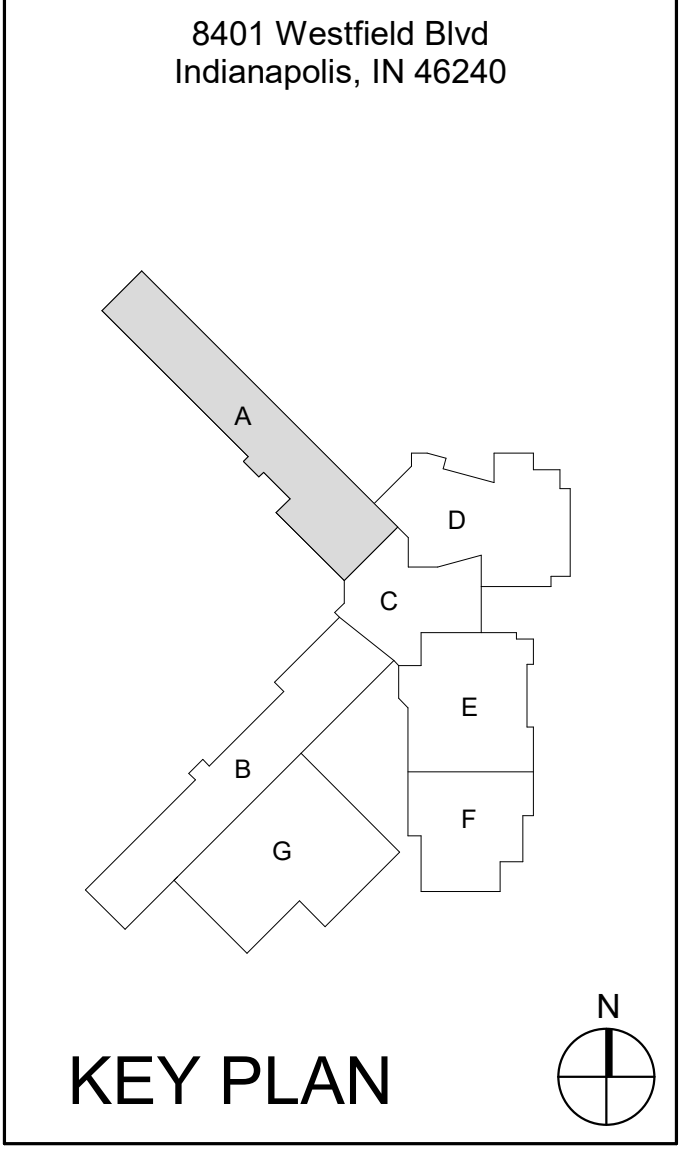 8401 Westfield Blvd
Indianapolis, IN 46240
A
D
C
E
B
F
G
N
KEY PLAN